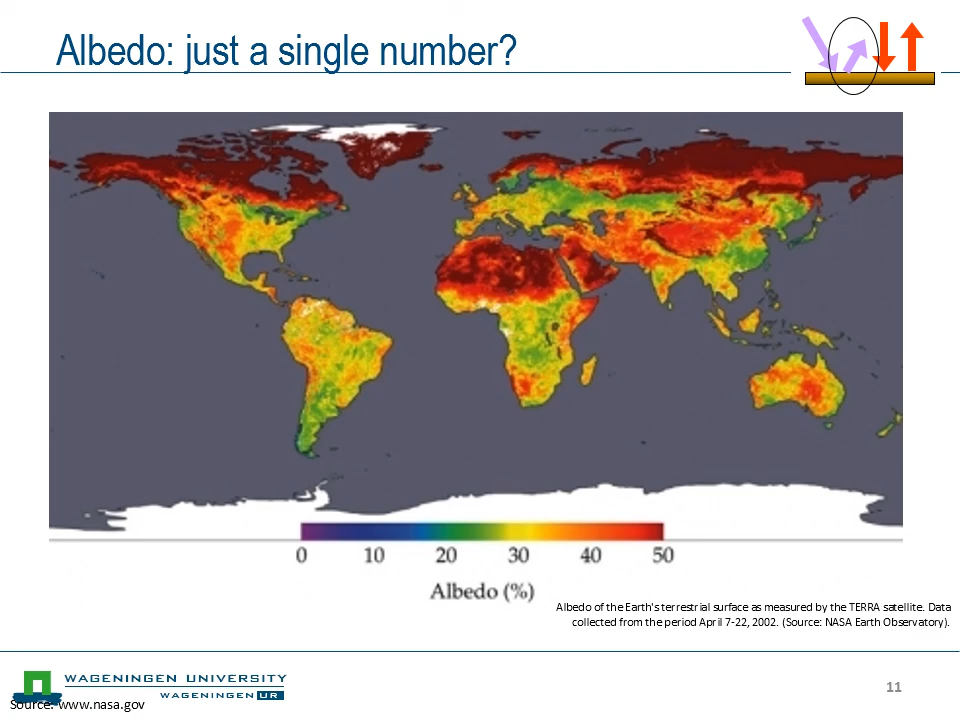 Albedo: just a single number?
0 10 20 30 40 50
Albedo (%)
Albedo of the Earth's terrestrial surface as measured by the TERRA satellite. Data
collected from the period April 7-22, 2002. (Source: NASA Earth Observatory).
WAGENINGEN UNIVERSITY
WAGENINGEN UR
11
Source: www.nasa.gov